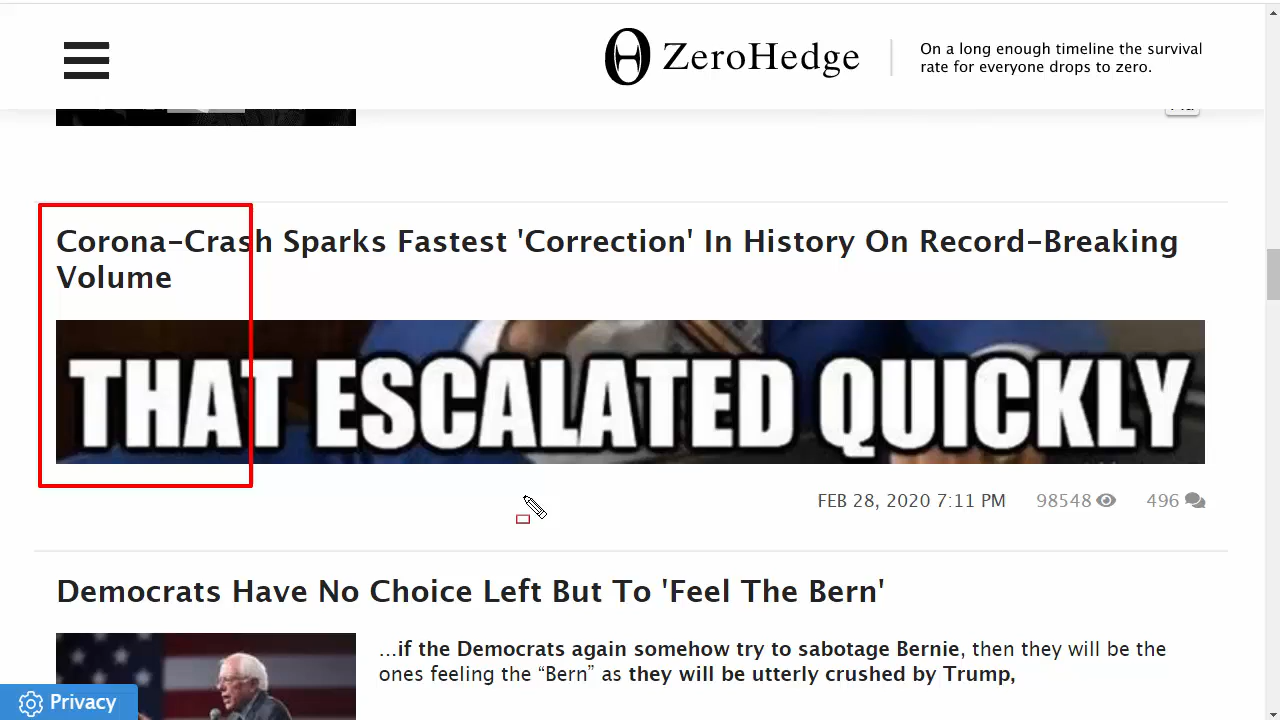 ZeroHedge
On a long enough timeline the survival
rate for everyone drops to zero.
Corona-Crash Sparks Fastest 'Correction' In History On Record-Breaking
Volume
THAT ESCALATED QUICKLY
FEB 28, 2020 7:11 PM 98548 496
Democrats Have No Choice Left But To 'Feel The Bern'
...if the Democrats again somehow try to sabotage Bernie, then they will be the
ones feeling the “Bern” as they will be utterly crushed by Trump,
Privacy